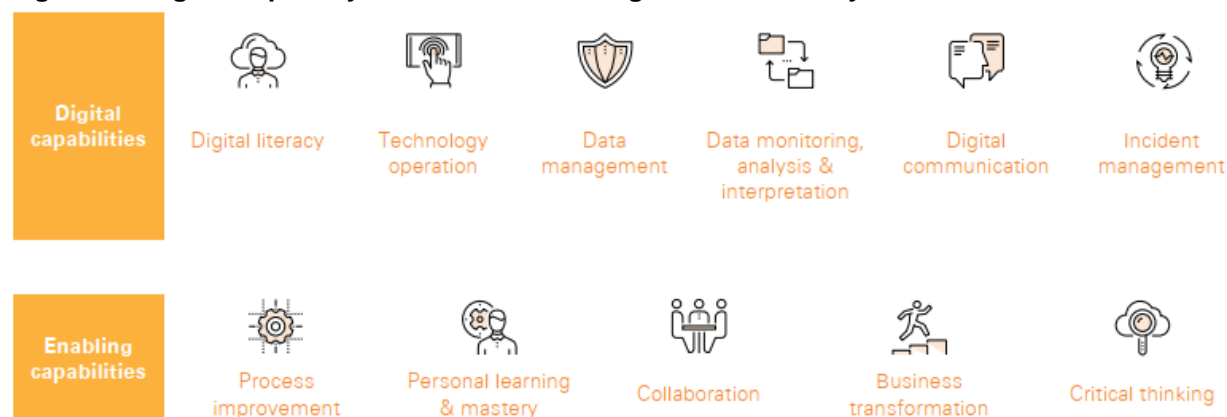 Digital
capabilities
Digital literacy
Technology
operation
Data
management
Data monitoring,
analysis &
interpretation
Digital
communication
Incident
management
Enabling
capabilities
Process
improvement
Personal learning
& mastery
Collaboration
Business
transformation
Critical thinking